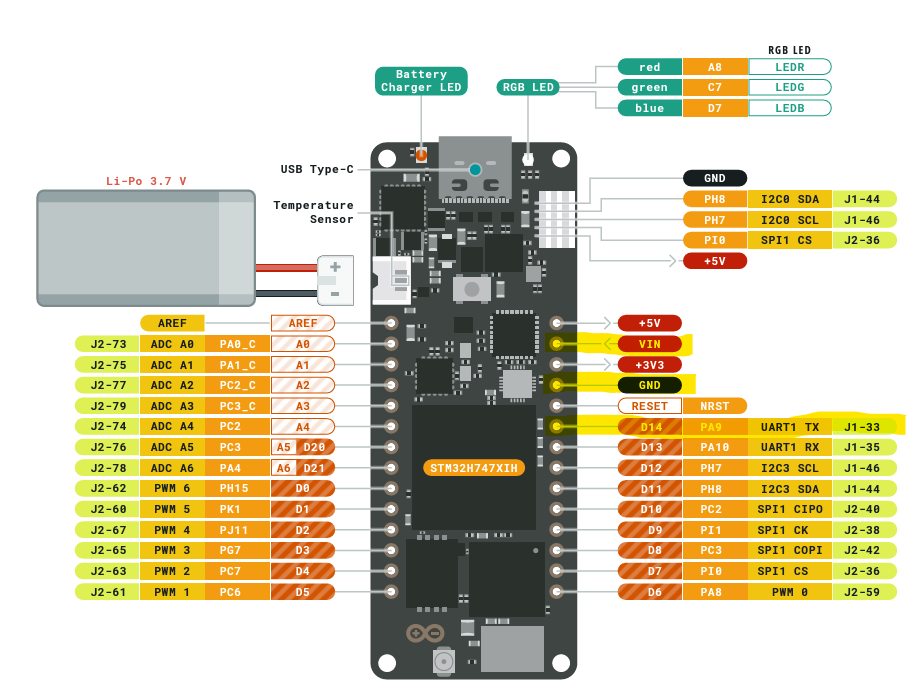 RGB LED
red A8 LEDR
green C7 LEDG
blue D7 LEDB
Battery
Charger LED
RGB LED
USB Type-C
Li-Po 3.7 V
Temperature
Sensor
+
-
GND
PH8 I2C0 SDA J1-44
PH7 I2C0 SCL J1-46
PI0 SPI1 CS J2-36
+5V
AREF AREF
J2-73 ADC A0 PA0_C A0
J2-75 ADC A1 PA1_C A1
J2-77 ADC A2 PC2_C A2
J2-79 ADC A3 PC3_C A3
J2-74 ADC A4 PC2 A4
J2-76 ADC A5 PC3 A5 D20
J2-78 ADC A6 PA4 A6 D21
J2-62 PWM 6 PH15 D0
J2-60 PWM 5 PK1 D1
J2-67 PWM 4 PJ11 D2
J2-65 PWM 3 PG7 D3
J2-63 PWM 2 PC7 D4
J2-61 PWM 1 PC6 D5
STM32H747XIH
+5V
VIN
+3V3
GND
RESET NRST
D14 PA9 UART1 TX J1-33
D13 PA10 UART1 RX J1-35
D12 PH7 I2C3 SCL J1-46
D11 PH8 I2C3 SDA J1-44
D10 PC2 SPI1 CIPO J2-40
D9 PI1 SPI1 CK J2-38
D8 PC3 SPI1 COPI J2-42
D7 PI0 SPI1 CS J2-36
D6 PA8 PWM 0 J2-59